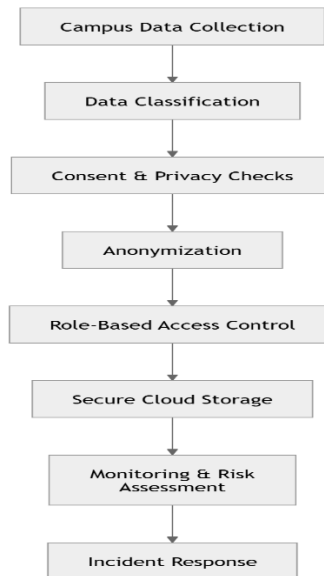 Campus Data Collection
Data Classification
Consent & Privacy Checks
Anonymization
Role-Based Access Control
Secure Cloud Storage
Monitoring & Risk
Assessment
Incident Response